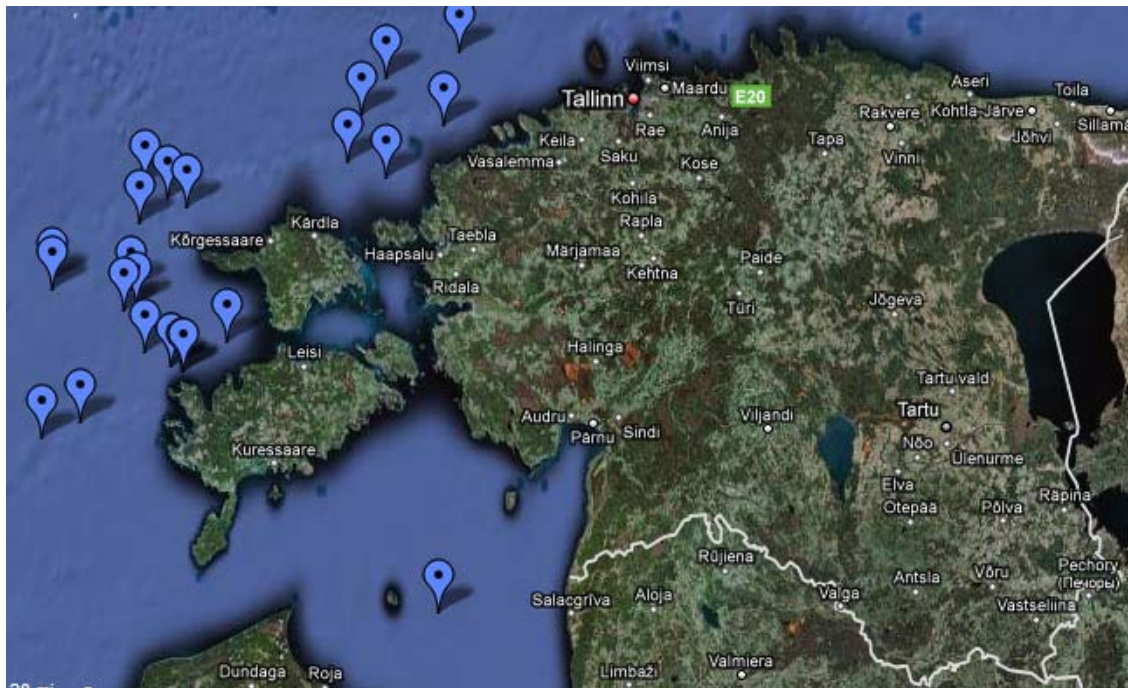 Viimsi
Tallinn
Maardu
E20
Aseri
Toila
Keila
Rae
Anija
Rakvere
Kohtla-Järve
Jõhvi
Vasalemma
Saku
Kose
Tapa
Vinni
Kohila
Kärdla
Rapla
Kõrgessaare
Haapsalu
Taebla
Märjamaa
Kehtna
Paide
Ridala
Türi
Jõgeva
Leisi
Halinga
Tartu vald
Audru
Pärnu
Sindi
Viljandi
Tartu
Kuressaare
Nõo
Ülenurme
Elva
Otepää
Põlva
Räpina
Rūjiena
Antsla
Võru
Pechory
(Печоры)
Salacgrīva
Aloja
Valga
Vastseliina
Dundaga
Roja
Limbaži
Valmiera